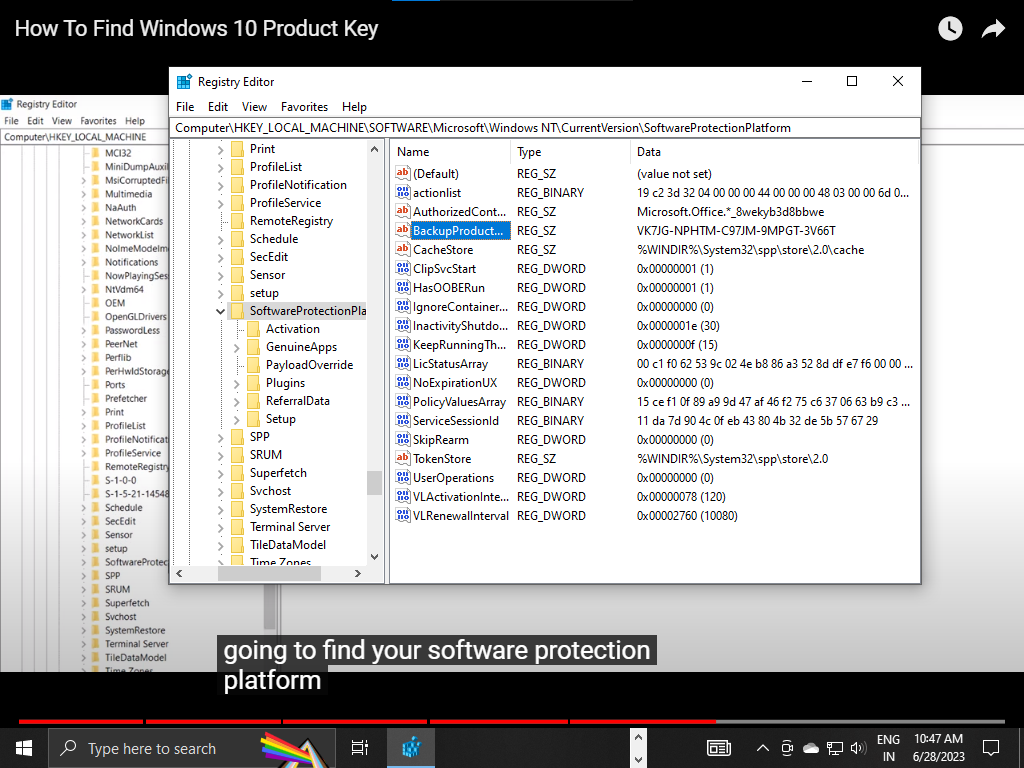 How To Find Windows 10 Product Key
Registry Editor
File Edit View Favorites Help
Computer\HKEY_LOCAL_MACHINE
MCI32
MiniDumpAuxil
MsiCorruptedFil
Multimedia
NaAuth
NetworkCards
NetworkList
NoImeModeIm
Notifications
NowPlayingSes
NtVdm64
OEM
OpenGLDrivers
PasswordLess
PeerNet
Perflib
PerHwIdStorage
Ports
Prefetcher
Print
ProfileList
ProfileNotificat
ProfileService
RemoteRegistry
S-1-0-0
S-1-5-21-14548
Schedule
SecEdit
Sensor
setup
SoftwareProtec
SPP
SRUM
Superfetch
Svchost
SystemRestore
Terminal Server
TileDataModel
Time Zones
Registry Editor
File Edit View Favorites Help
Computer\HKEY_LOCAL_MACHINE\SOFTWARE\Microsoft\Windows NT\CurrentVersion\SoftwareProtectionPlatform
Print
ProfileList
ProfileNotification
ProfileService
RemoteRegistry
Schedule
SecEdit
Sensor
setup
SoftwareProtectionPla
Activation
GenuineApps
PayloadOverride
Plugins
ReferralData
Setup
SPP
SRUM
Superfetch
Svchost
SystemRestore
Terminal Server
TileDataModel
Time Zones
Name Type Data
(Default) REG_SZ (value not set)
actionlist REG_BINARY 19 c2 3d 32 04 00 00 00 44 00 00 00 48 03 00 00 6d 0...
AuthorizedCont... REG_SZ Microsoft.Office.*_8wekyb3d8bbwe
BackupProduct... REG_SZ VK7JG-NPHTM-C97JM-9MPGT-3V66T
CacheStore REG_SZ %WINDIR%\System32\spp\store\2.0\cache
ClipSvcStart REG_DWORD 0x00000001 (1)
HasOOBERun REG_DWORD 0x00000001 (1)
IgnoreContainer... REG_DWORD 0x00000000 (0)
InactivityShutdo... REG_DWORD 0x0000001e (30)
KeepRunningTh... REG_DWORD 0x0000000f (15)
LicStatusArray REG_BINARY 00 c1 f0 62 53 9c 02 4e b8 86 a3 52 8d df e7 f6 00 00 ...
NoExpirationUX REG_DWORD 0x00000000 (0)
PolicyValuesArray REG_BINARY 15 ce f1 0f 89 a9 9d 47 af 46 f2 75 c6 37 06 63 b9 c3 ...
ServiceSessionId REG_BINARY 11 da 7d 90 4c 0f eb 43 80 4b 32 de 5b 57 67 29
SkipRearm REG_DWORD 0x00000000 (0)
TokenStore REG_SZ %WINDIR%\System32\spp\store\2.0
UserOperations REG_DWORD 0x00000000 (0)
VLActivationInte... REG_DWORD 0x00000078 (120)
VLRenewalInterval REG_DWORD 0x00002760 (10080)
going to find your software protection
platform
Type here to search
ENG
IN
10:47 AM
6/28/2023